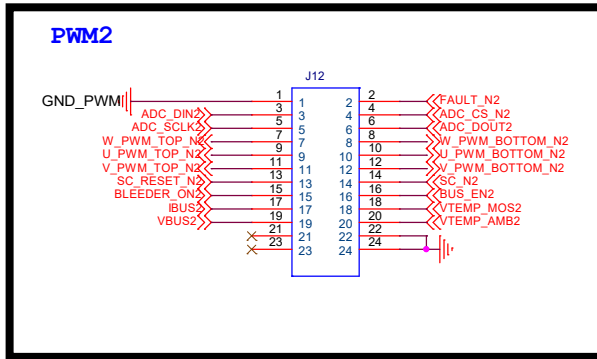 PWM2
J12
GND_PWM 1 1 2 2 FAULT_N2
ADC_DIN2 3 3 4 4 ADC_CS_N2
ADC_SCLK2 5 5 6 6 ADC_DOUT2
W_PWM_TOP_N2 7 7 8 8 W_PWM_BOTTOM_N2
U_PWM_TOP_N2 9 9 10 10 U_PWM_BOTTOM_N2
V_PWM_TOP_N2 11 11 12 12 V_PWM_BOTTOM_N2
SC_RESET_N2 13 13 14 14 SC_N2
BLEEDER_ON2 15 15 16 16 BUS_EN2
IBUS2 17 17 18 18 VTEMP_MOS2
VBUS2 19 19 20 20 VTEMP_AMB2
21 21 22 22
23 23 24 24